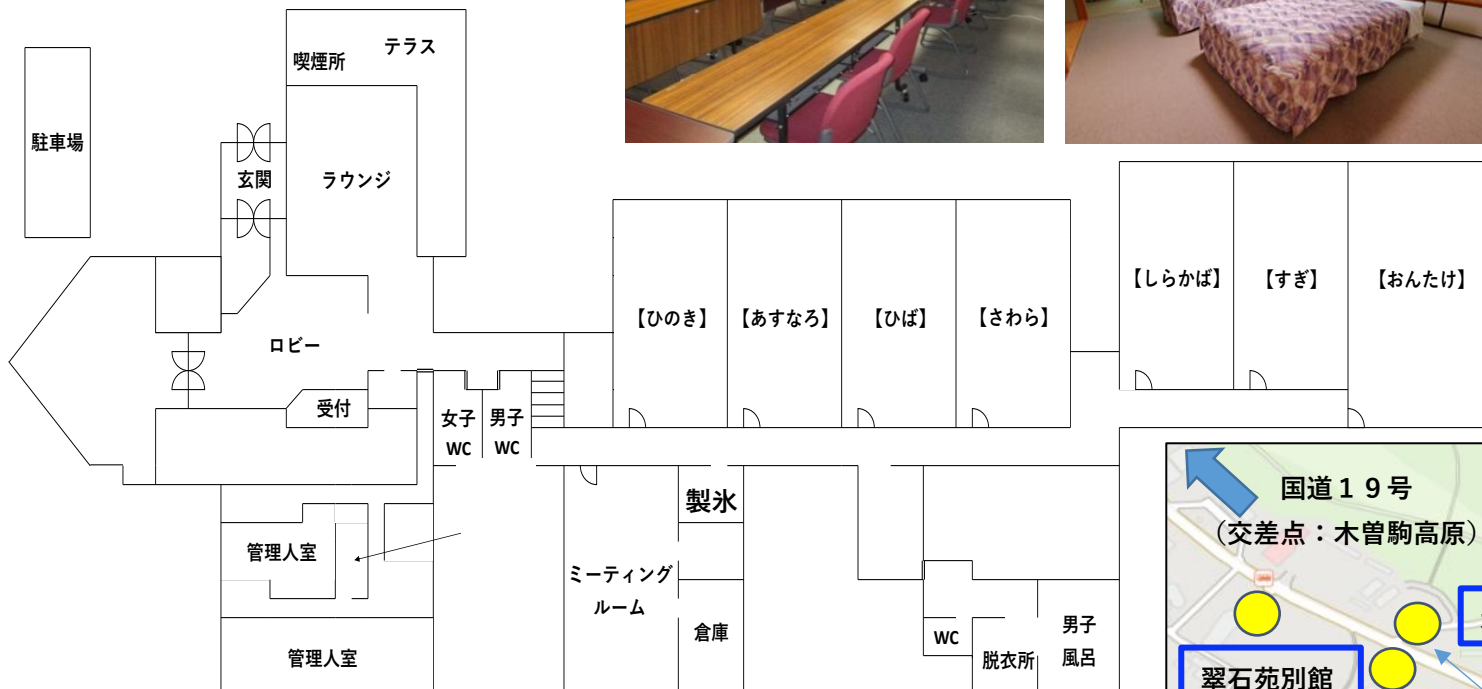 テラス
喫煙所
駐車場
玄関
ラウンジ
【しらかば】
【すぎ】
【おんたけ】
【ひのき】
【あすなろ】
【ひば】
【さわら】
ロビー
受付
女子
WC
男子
WC
製氷
管理人室
ミーティング
ルーム
倉庫
管理人室
WC
脱衣所
男子
風呂
国道１９号
（交差点：木曽駒高原）
翠石苑別館